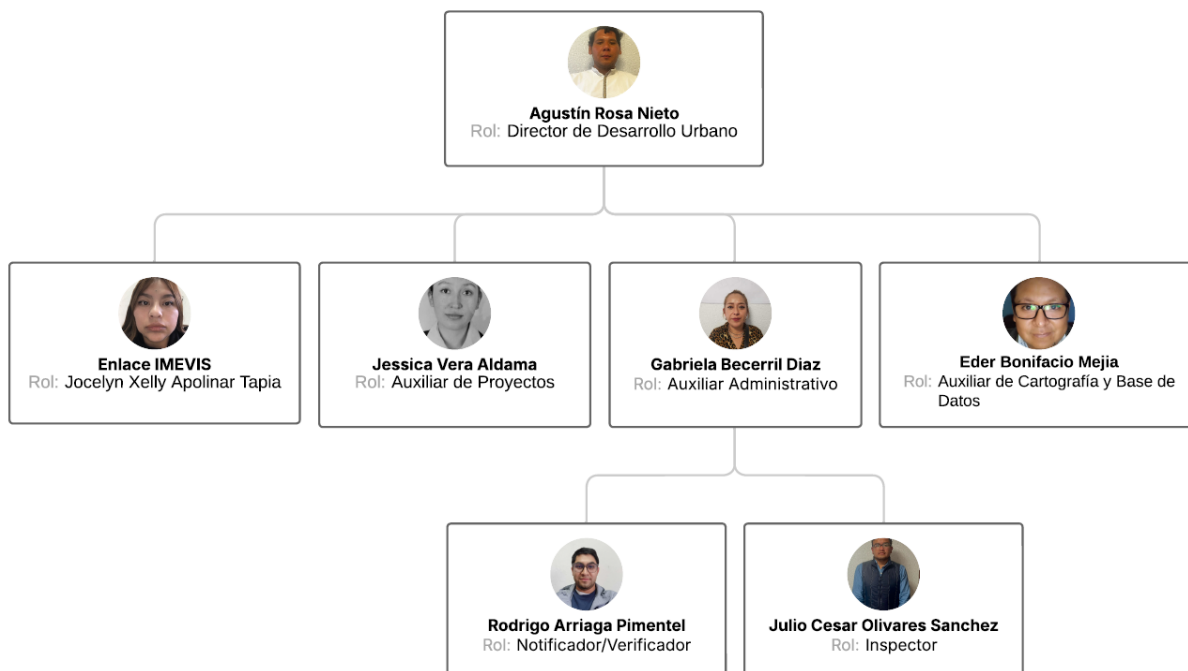 Agustín Rosa Nieto
Rol: Director de Desarrollo Urbano
Enlace IMEVIS
Rol: Jocelyn Xelly Apolinar Tapia
Jessica Vera Aldama
Rol: Auxiliar de Proyectos
Gabriela Becerril Diaz
Rol: Auxiliar Administrativo
Eder Bonifacio Mejia
Rol: Auxiliar de Cartografía y Base de
Datos
Rodrigo Arriaga Pimentel
Rol: Notificador/Verificador
Julio Cesar Olivares Sanchez
Rol: Inspector